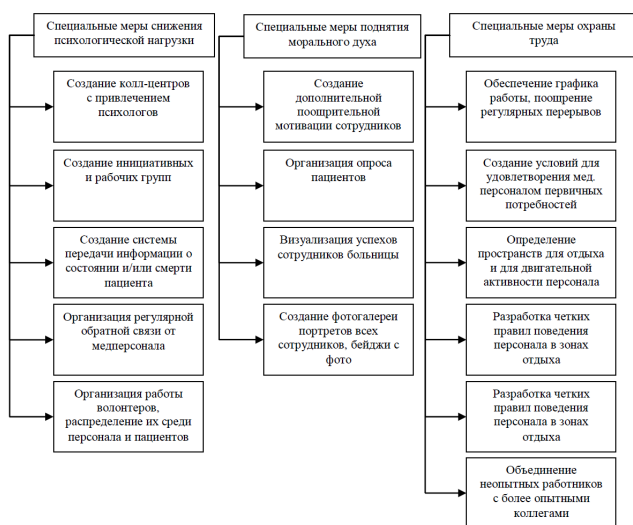 Специальные меры снижения
психологической нагрузки
Создание колл-центров
с привлечением
психологов
Создание инициативных
и рабочих групп
Создание системы
передачи информации о
состоянии и/или смерти
пациента
Организация регулярной
обратной связи от
медперсонала
Организация работы
волонтеров,
распределение их среди
персонала и пациентов
Специальные меры поднятия
морального духа
Создание
дополнительной
поощрительной
мотивации сотрудников
Организация опроса
пациентов
Визуализация успехов
сотрудников больницы
Создание фотогалереи
портретов всех
сотрудников, бейджи с
фото
Специальные меры охраны
труда
Обеспечение графика
работы, поощрение
регулярных перерывов
Создание условий для
удовлетворения мед.
персоналом первичных
потребностей
Определение
пространств для отдыха
и для двигательной
активности персонала
Разработка четких
правил поведения
персонала в зонах
отдыха
Разработка четких
правил поведения
персонала в зонах
отдыха
Объединение
неопытных работников
с более опытными
коллегами